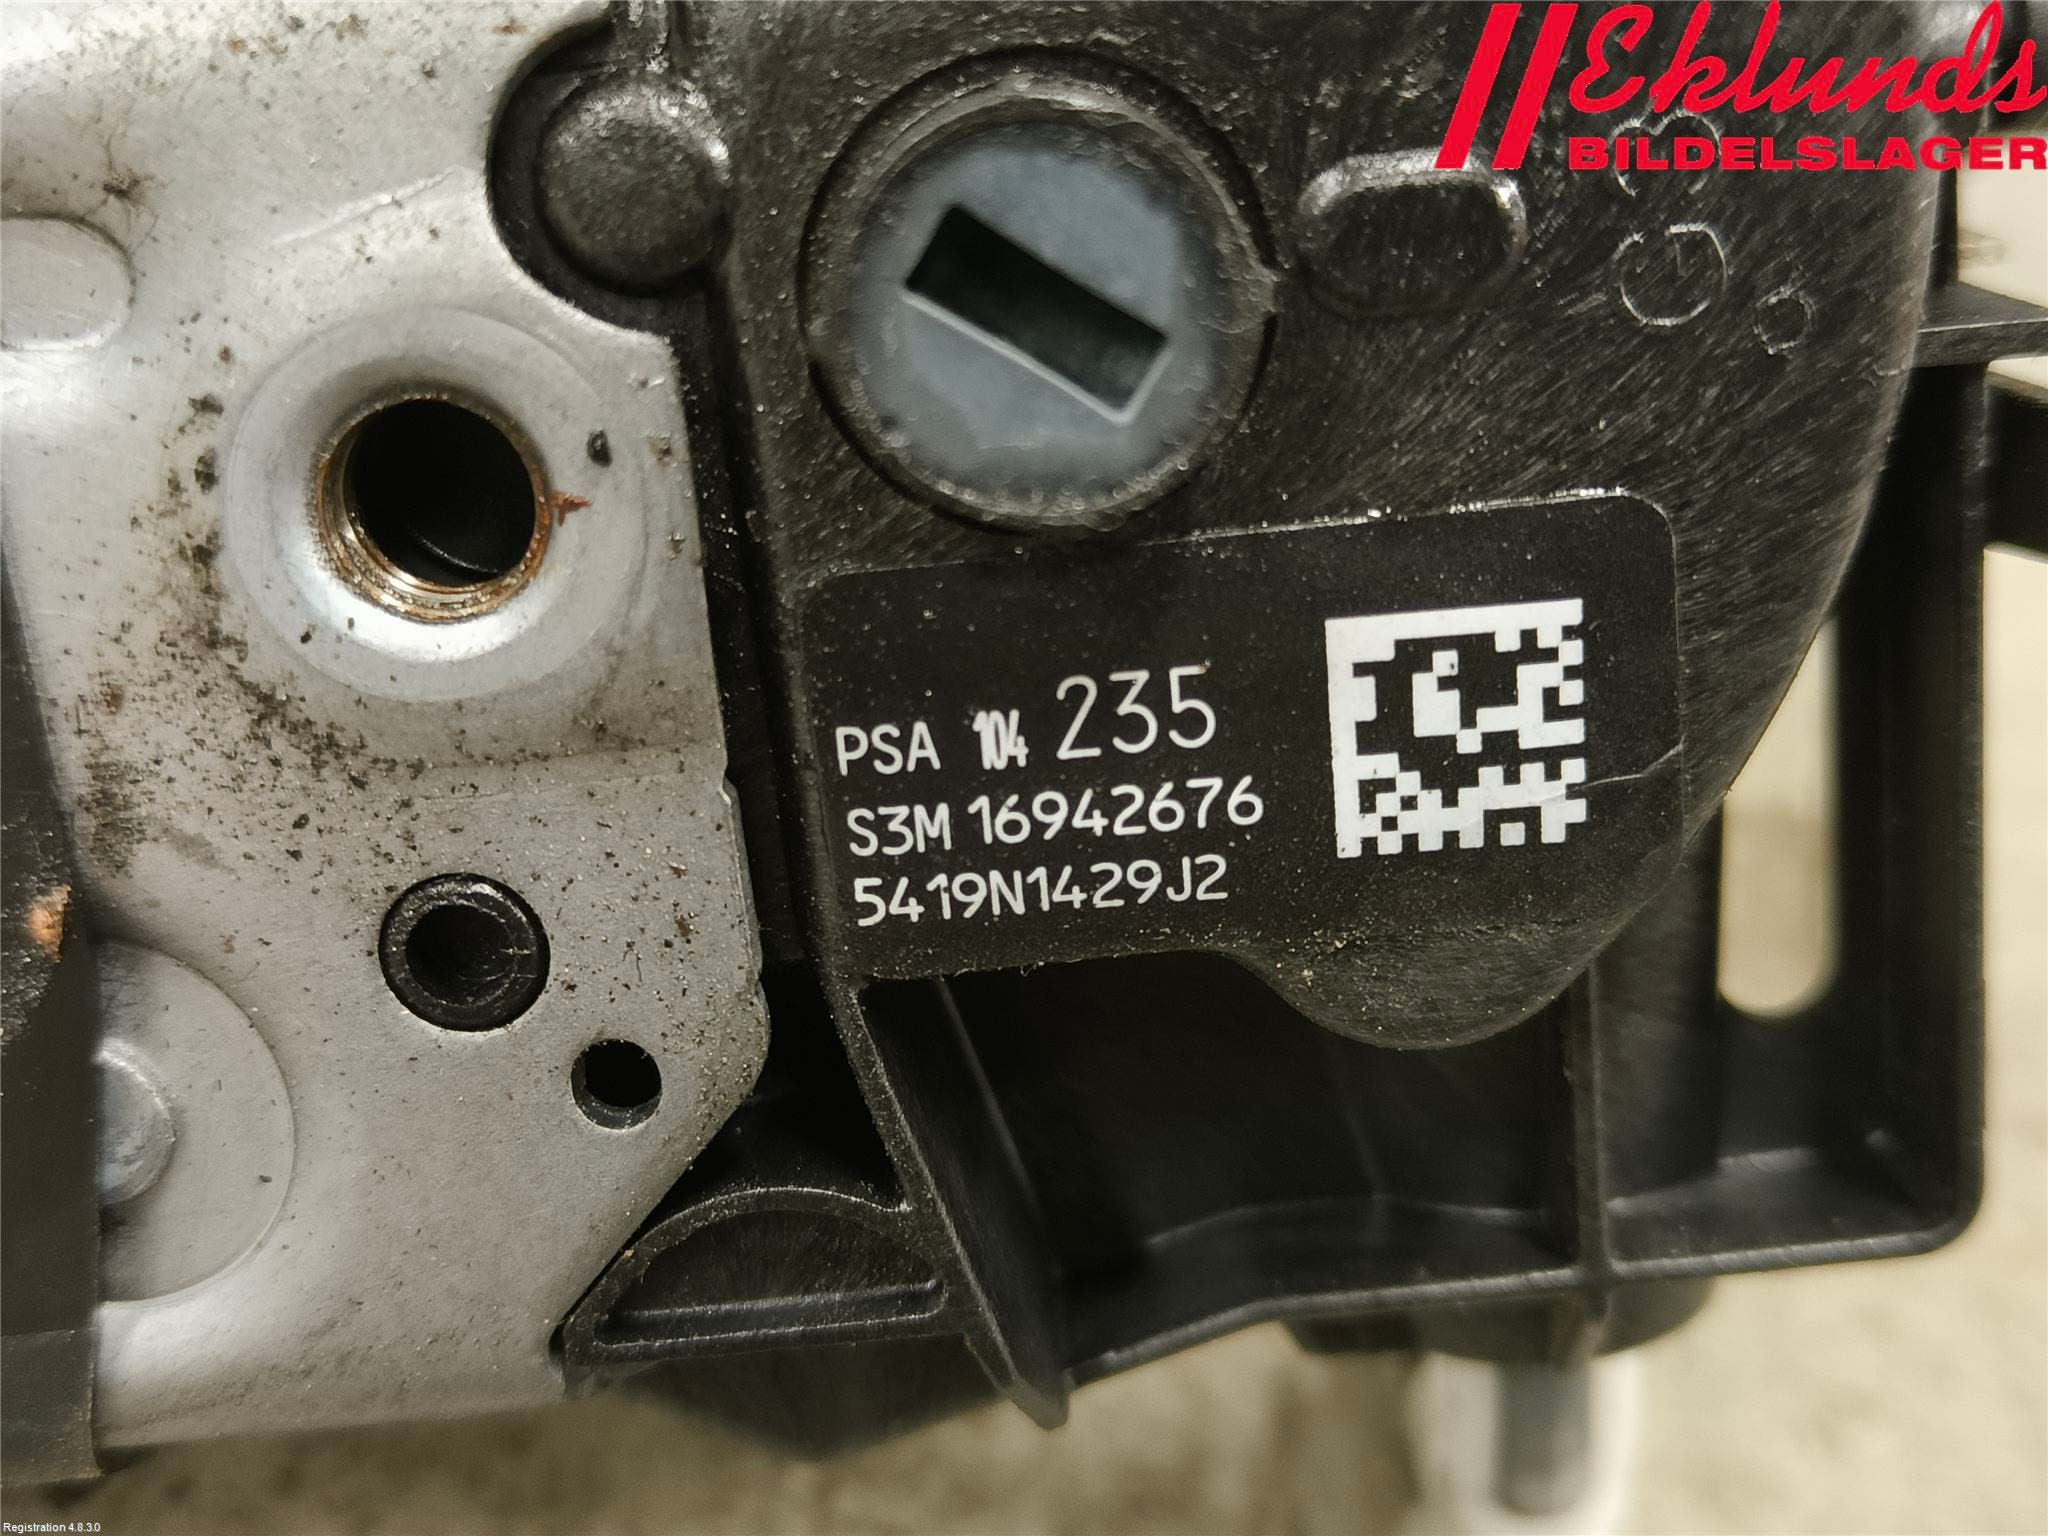 Eklunds
BILDELSLAGER
PSA 104 235
S3M 16942676
5419N1429J2
Registration 4.8.3.0